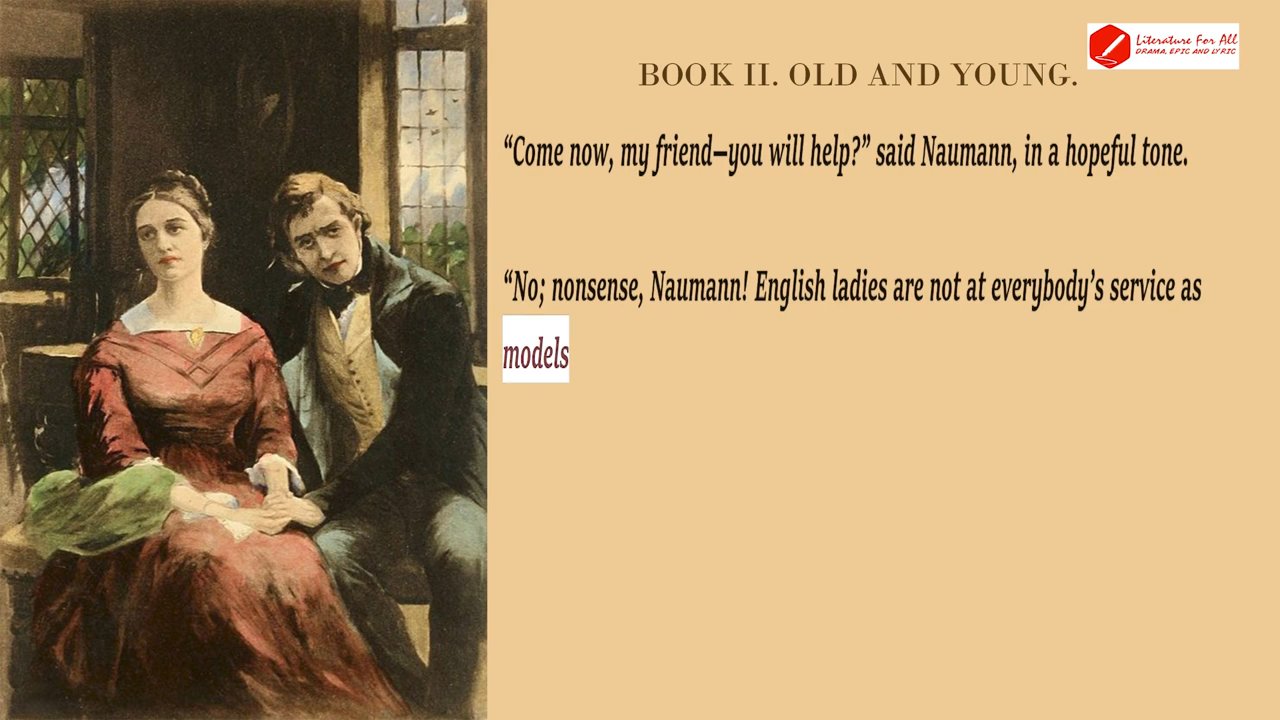 Literature For All
DRAMA, EPIC AND LYRIC
BOOK II. OLD AND YOUNG.
“Come now, my friend—you will help?” said Naumann, in a hopeful tone.
“No; nonsense, Naumann! English ladies are not at everybody’s service as
models